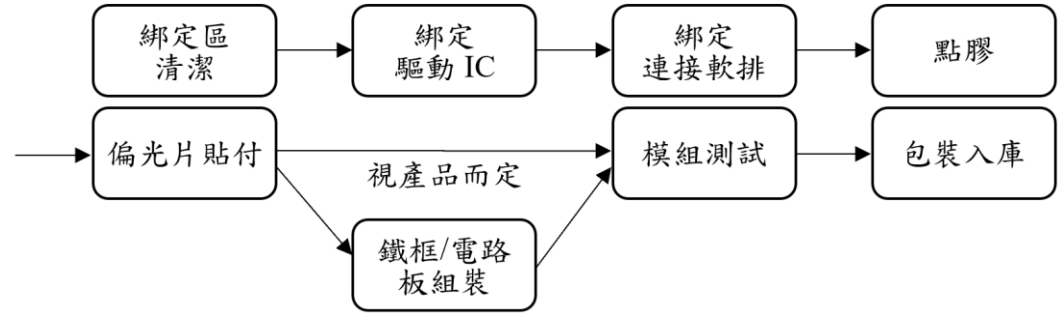 綁定區
清潔
綁定
驅動 IC
綁定
連接軟排
點膠
偏光片貼付
視產品而定
模組測試
包裝入庫
鐵框/電路
板組裝